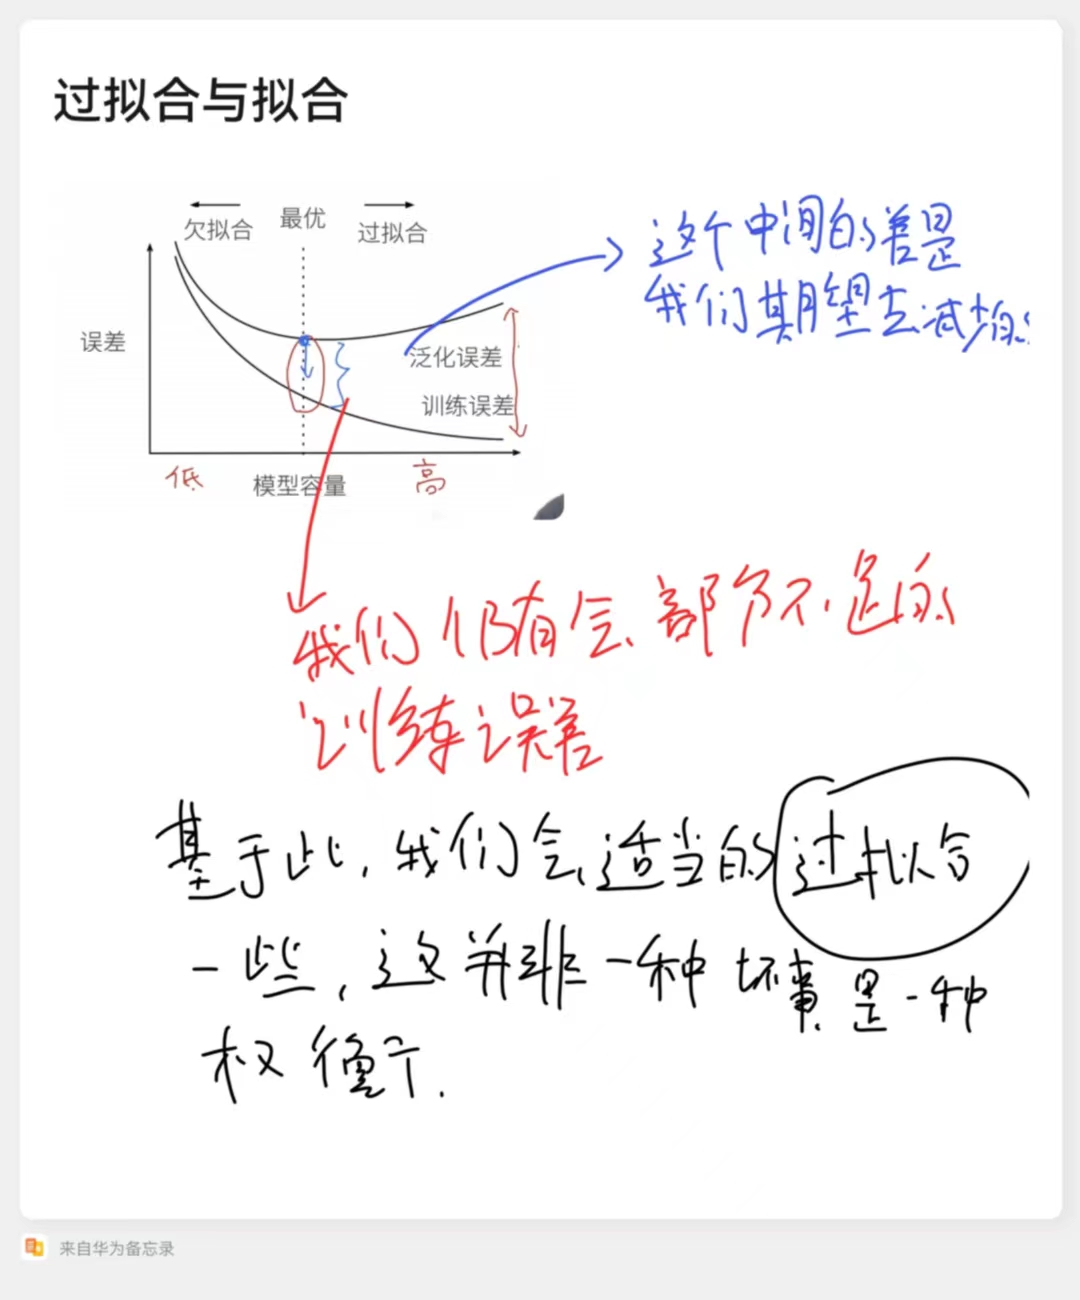 过拟合与拟合
欠拟合
最优
过拟合
误差
泛化误差
训练误差
低
模型容量
高
这个中间的差是
我们期望去减少的
我们仍有会部分不足的
训练误差
基于此,我们会适当的过拟合
一些,这并非一种坏事是一种
权衡.
来自华为备忘录